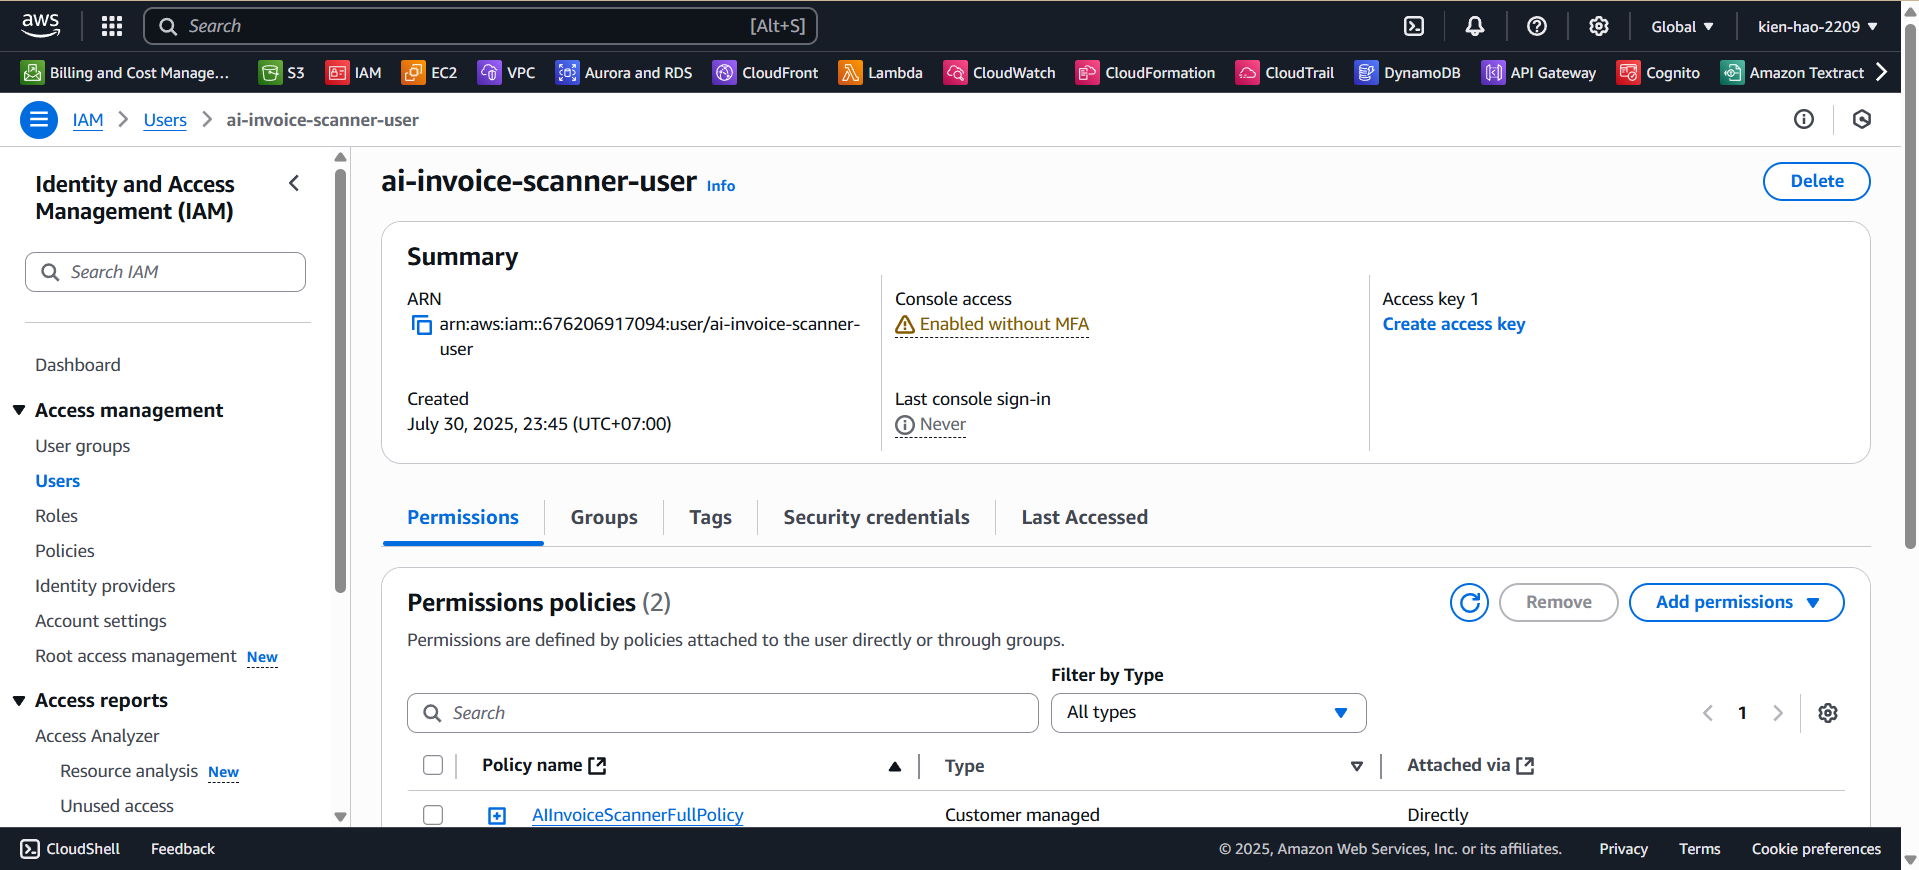 aws
Search [Alt+S]
Global
kien-hao-2209
Billing and Cost Manage...
S3
IAM
EC2
VPC
Aurora and RDS
CloudFront
Lambda
CloudWatch
CloudFormation
CloudTrail
DynamoDB
API Gateway
Cognito
Amazon Textract
IAM > Users > ai-invoice-scanner-user
Identity and Access
Management (IAM)
Search IAM
Dashboard
Access management
User groups
Users
Roles
Policies
Identity providers
Account settings
Root access management New
Access reports
Access Analyzer
Resource analysis New
Unused access
ai-invoice-scanner-user Info
Delete
Summary
ARN
arn:aws:iam::676206917094:user/ai-invoice-scanner-
user
Created
July 30, 2025, 23:45 (UTC+07:00)
Console access
Enabled without MFA
Last console sign-in
Never
Access key 1
Create access key
Permissions
Groups
Tags
Security credentials
Last Accessed
Permissions policies (2)
Remove
Add permissions
Permissions are defined by policies attached to the user directly or through groups.
Filter by Type
Search
All types
1
Policy name
Type
Attached via
AIInvoiceScannerFullPolicy
Customer managed
Directly
CloudShell
Feedback
© 2025, Amazon Web Services, Inc. or its affiliates.
Privacy
Terms
Cookie preferences